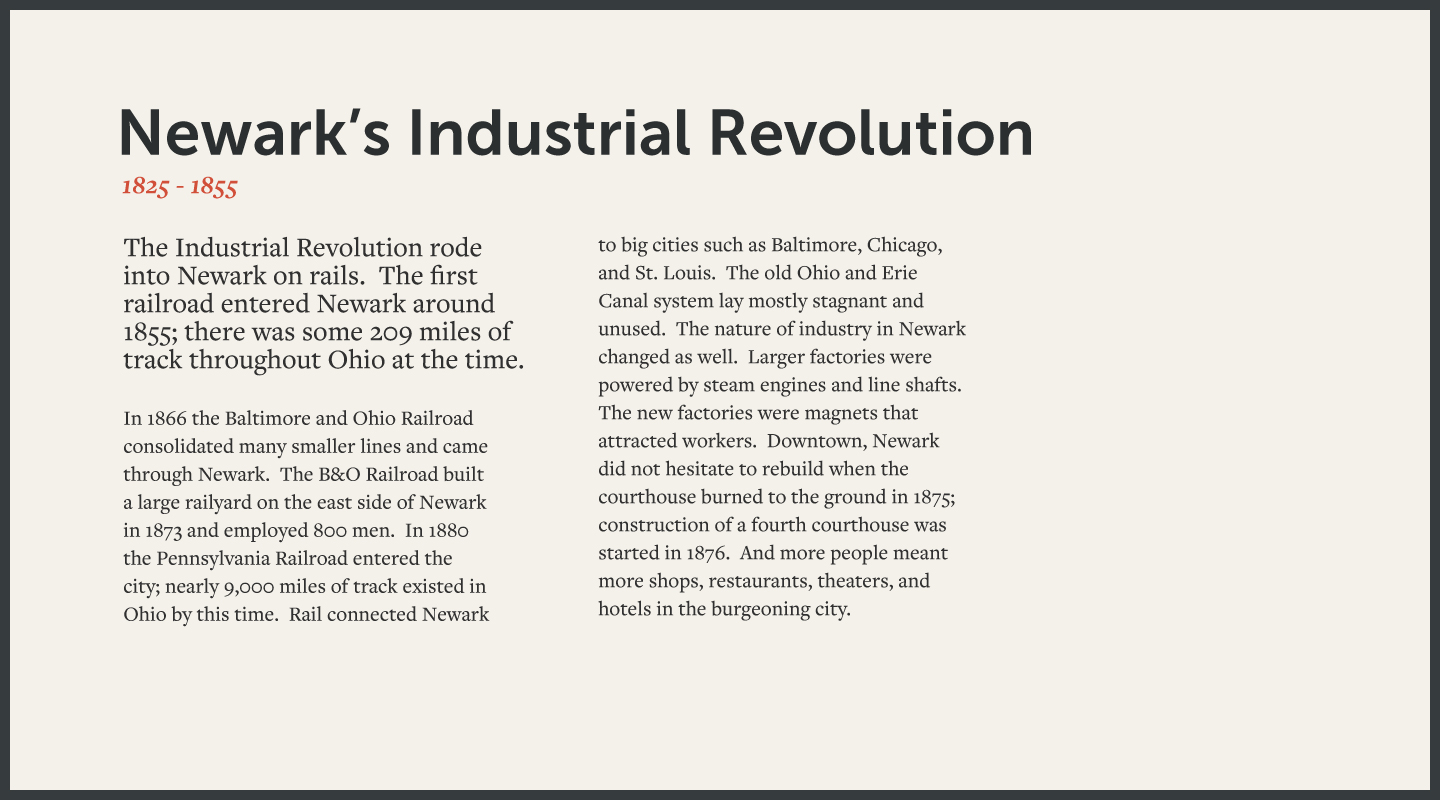 Newark’s Industrial Revolution
1825 - 1855
The Industrial Revolution rode
into Newark on rails.  The first
railroad entered Newark around
1855; there was some 209 miles of
track throughout Ohio at the time.
In 1866 the Baltimore and Ohio Railroad
consolidated many smaller lines and came
through Newark.  The B&O Railroad built
a large railyard on the east side of Newark
in 1873 and employed 800 men.  In 1880
the Pennsylvania Railroad entered the
city; nearly 9,000 miles of track existed in
Ohio by this time.  Rail connected Newark
to big cities such as Baltimore, Chicago,
and St. Louis.  The old Ohio and Erie
Canal system lay mostly stagnant and
unused.  The nature of industry in Newark
changed as well.  Larger factories were
powered by steam engines and line shafts.
The new factories were magnets that
attracted workers.  Downtown, Newark
did not hesitate to rebuild when the
courthouse burned to the ground in 1875;
construction of a fourth courthouse was
started in 1876.  And more people meant
more shops, restaurants, theaters, and
hotels in the burgeoning city.